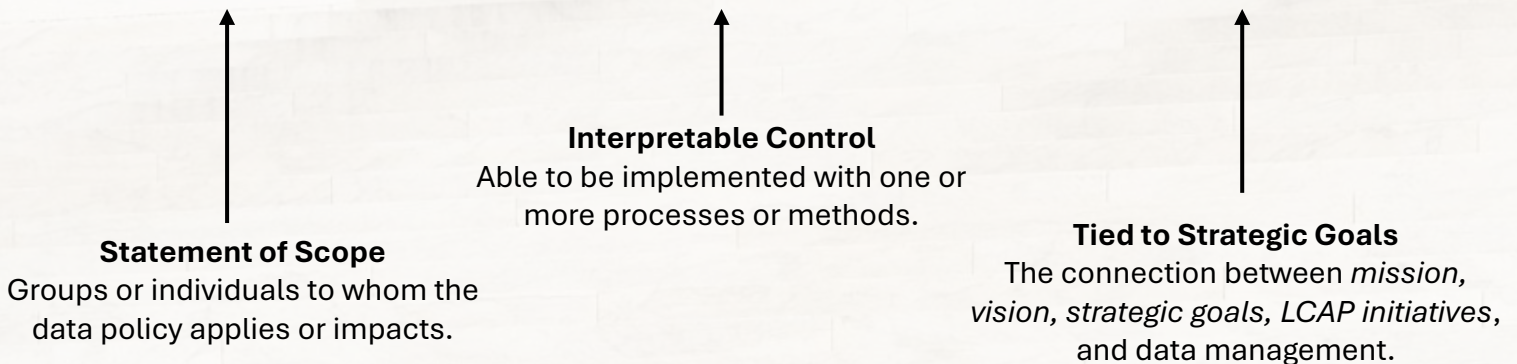 Interpretable Control
Able to be implemented with one or
more processes or methods.
Statement of Scope
Groups or individuals to whom the
data policy applies or impacts.
Tied to Strategic Goals
The connection between mission,
vision, strategic goals, LCAP initiatives,
and data management.